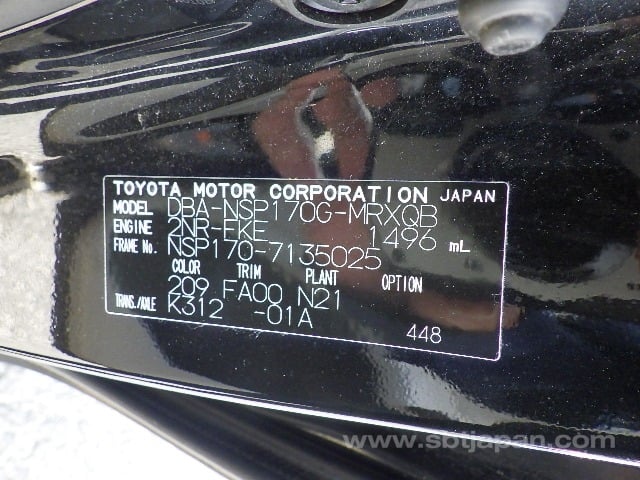 TOYOTA MOTOR CORPORATION JAPAN
MODEL DBA-NSP170G-MRXQB
ENGINE 2NR-FKE 1496 mL
FRAME No. NSP170-7135025
COLOR TRIM PLANT OPTION
209 FA00 N21
TRANS./AXLE K312 -01A
448
www.sbtjapan.com